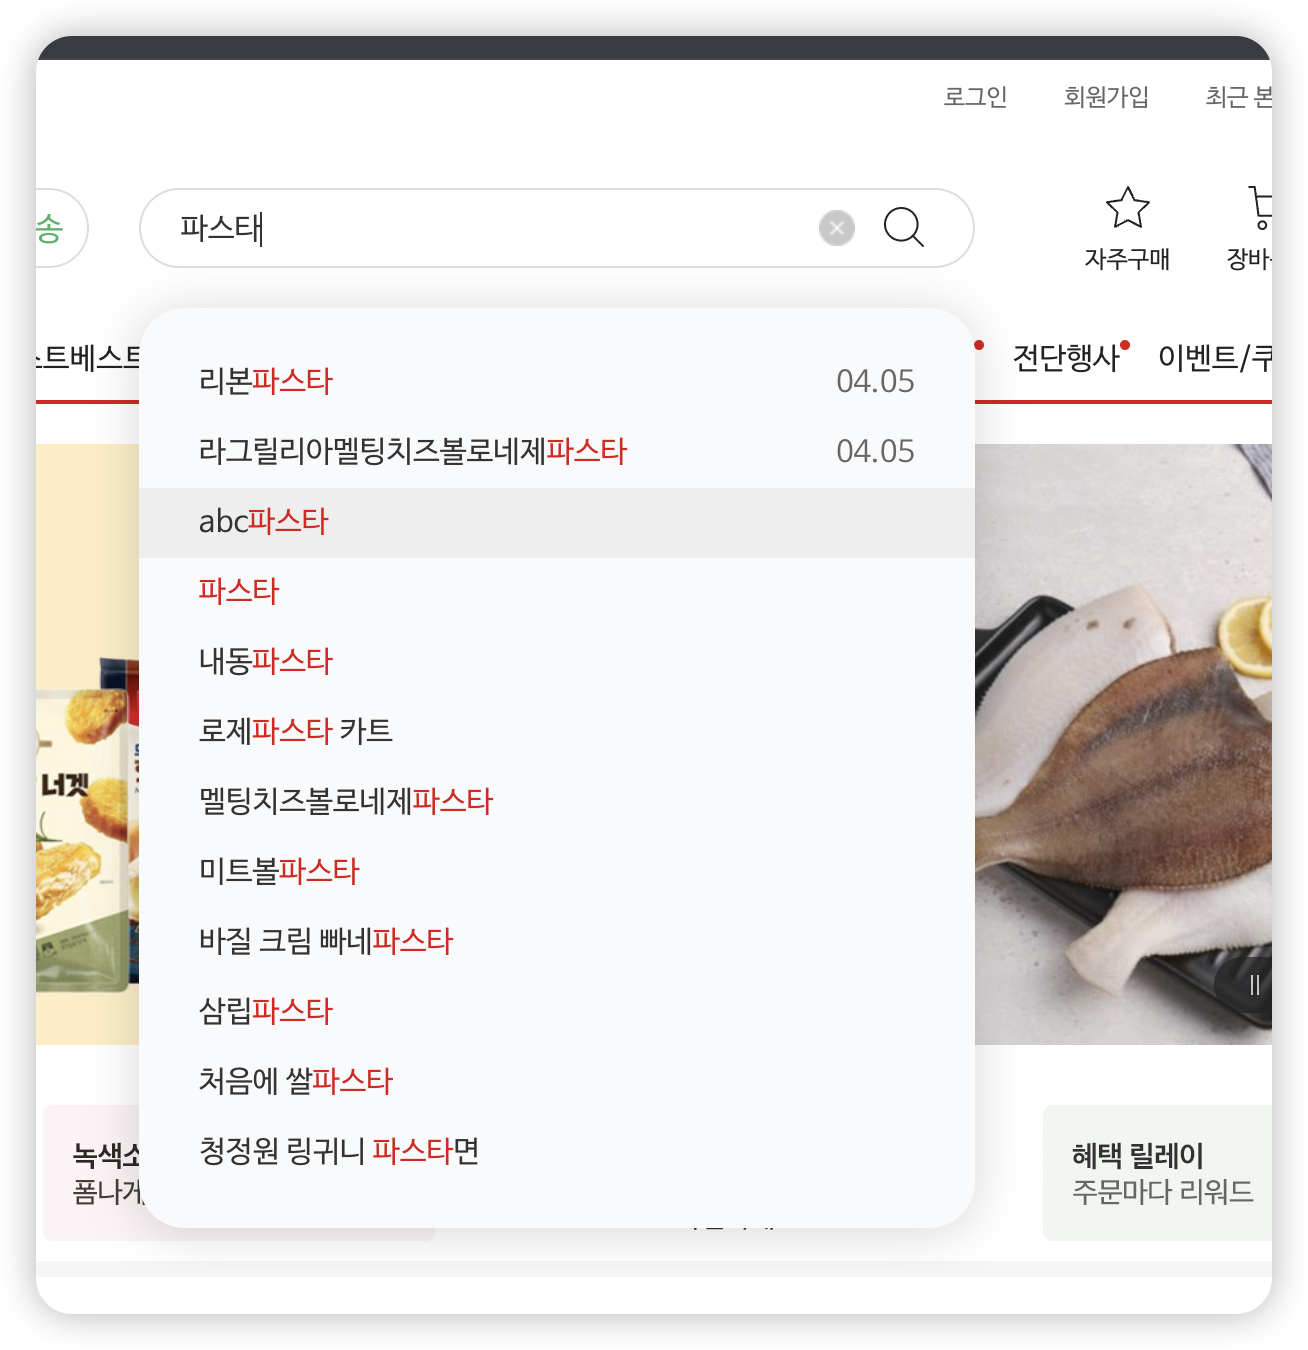 로그인 회원가입 최근 본
송 파스타
자주구매 장바
스트베스트 전단행사 이벤트/쿠
리본파스타 04.05
라그릴리아멜팅치즈볼로네제파스타 04.05
abc파스타
파스타
내동파스타
로제파스타 카트
멜팅치즈볼로네제파스타
너겟
미트볼파스타
바질 크림 빠네파스타
삼립파스타
처음에 쌀파스타
청정원 링귀니 파스타면
녹색소
폼나게
혜택 릴레이
주문마다 리워드